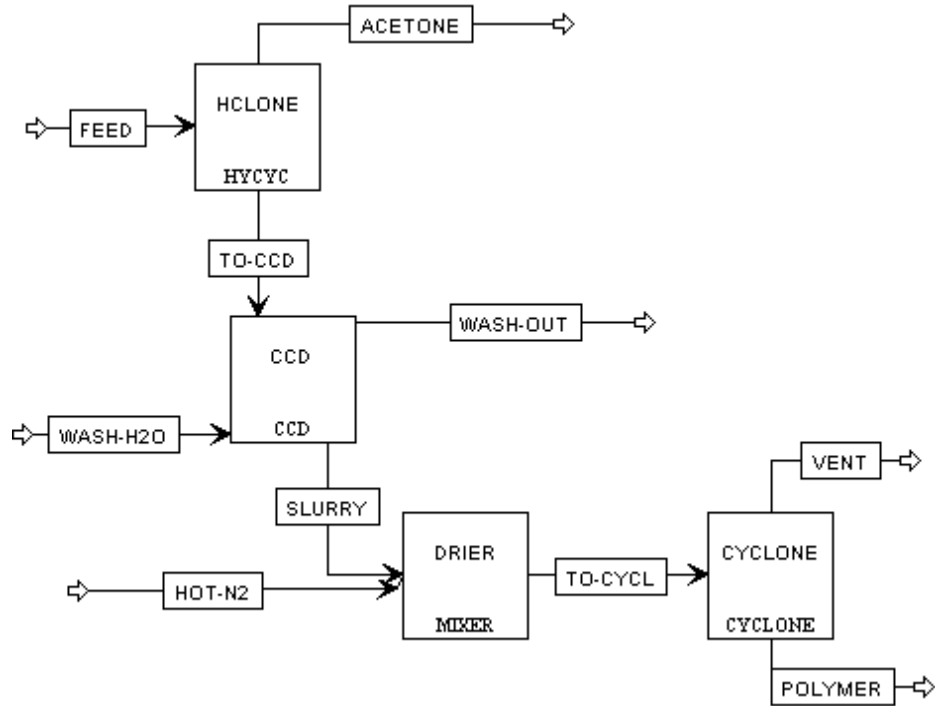 ACETONE
HCLONE
FEED
HYCYC
TO-CCD
WASH-OUT
CCD
CCD
WASH-H2O
VENT
SLURRY
DRIER
CYCLONE
TO-CYCL
HOT-N2
MIXER
CYCLONE
POLYMER